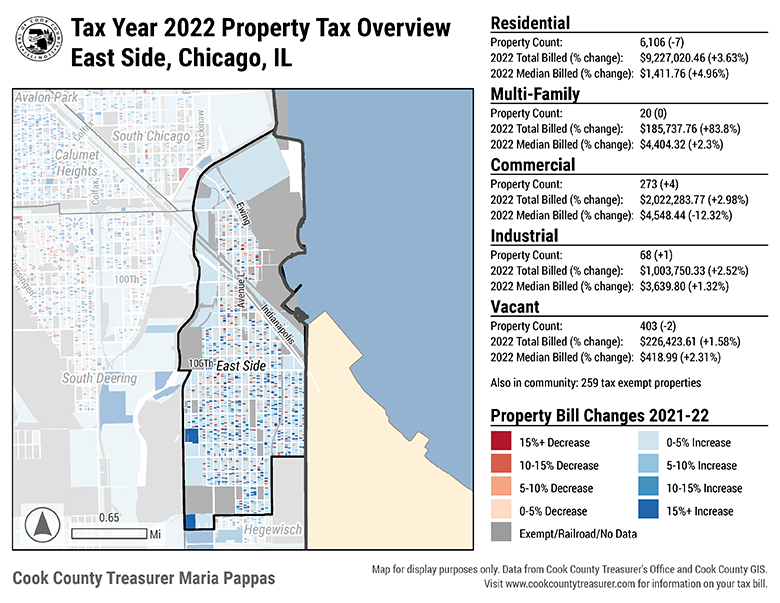 Tax Year 2022 Property Tax Overview
East Side, Chicago, IL
Avalon Park
Colfax
South Chicago
Mackinaw
Calumet
Heights
Colfax
Ewing
100Th
Avenue L
Indianapolis
106Th
East Side
South Deering
Hegewisch
0.65
Mi
Cook County Treasurer Maria Pappas
Residential
Property Count: 6,106 (-7)
2022 Total Billed (% change): $9,227,020.46 (+3.63%)
2022 Median Billed (% change): $1,411.76 (+4.96%)
Multi-Family
Property Count: 20 (0)
2022 Total Billed (% change): $185,737.76 (+83.8%)
2022 Median Billed (% change): $4,404.32 (+2.3%)
Commercial
Property Count: 273 (+4)
2022 Total Billed (% change): $2,022,283.77 (+2.98%)
2022 Median Billed (% change): $4,548.44 (-12.32%)
Industrial
Property Count: 68 (+1)
2022 Total Billed (% change): $1,003,750.33 (+2.52%)
2022 Median Billed (% change): $3,639.80 (+1.32%)
Vacant
Property Count: 403 (-2)
2022 Total Billed (% change): $226,423.61 (+1.58%)
2022 Median Billed (% change): $418.99 (+2.31%)
Also in community: 259 tax exempt properties
Property Bill Changes 2021-22
15%+ Decrease
10-15% Decrease
5-10% Decrease
0-5% Decrease
Exempt/Railroad/No Data
0-5% Increase
5-10% Increase
10-15% Increase
15%+ Increase
Map for display purposes only. Data from Cook County Treasurer's Office and Cook County GIS.
Visit www.cookcountytreasurer.com for information on your tax bill.